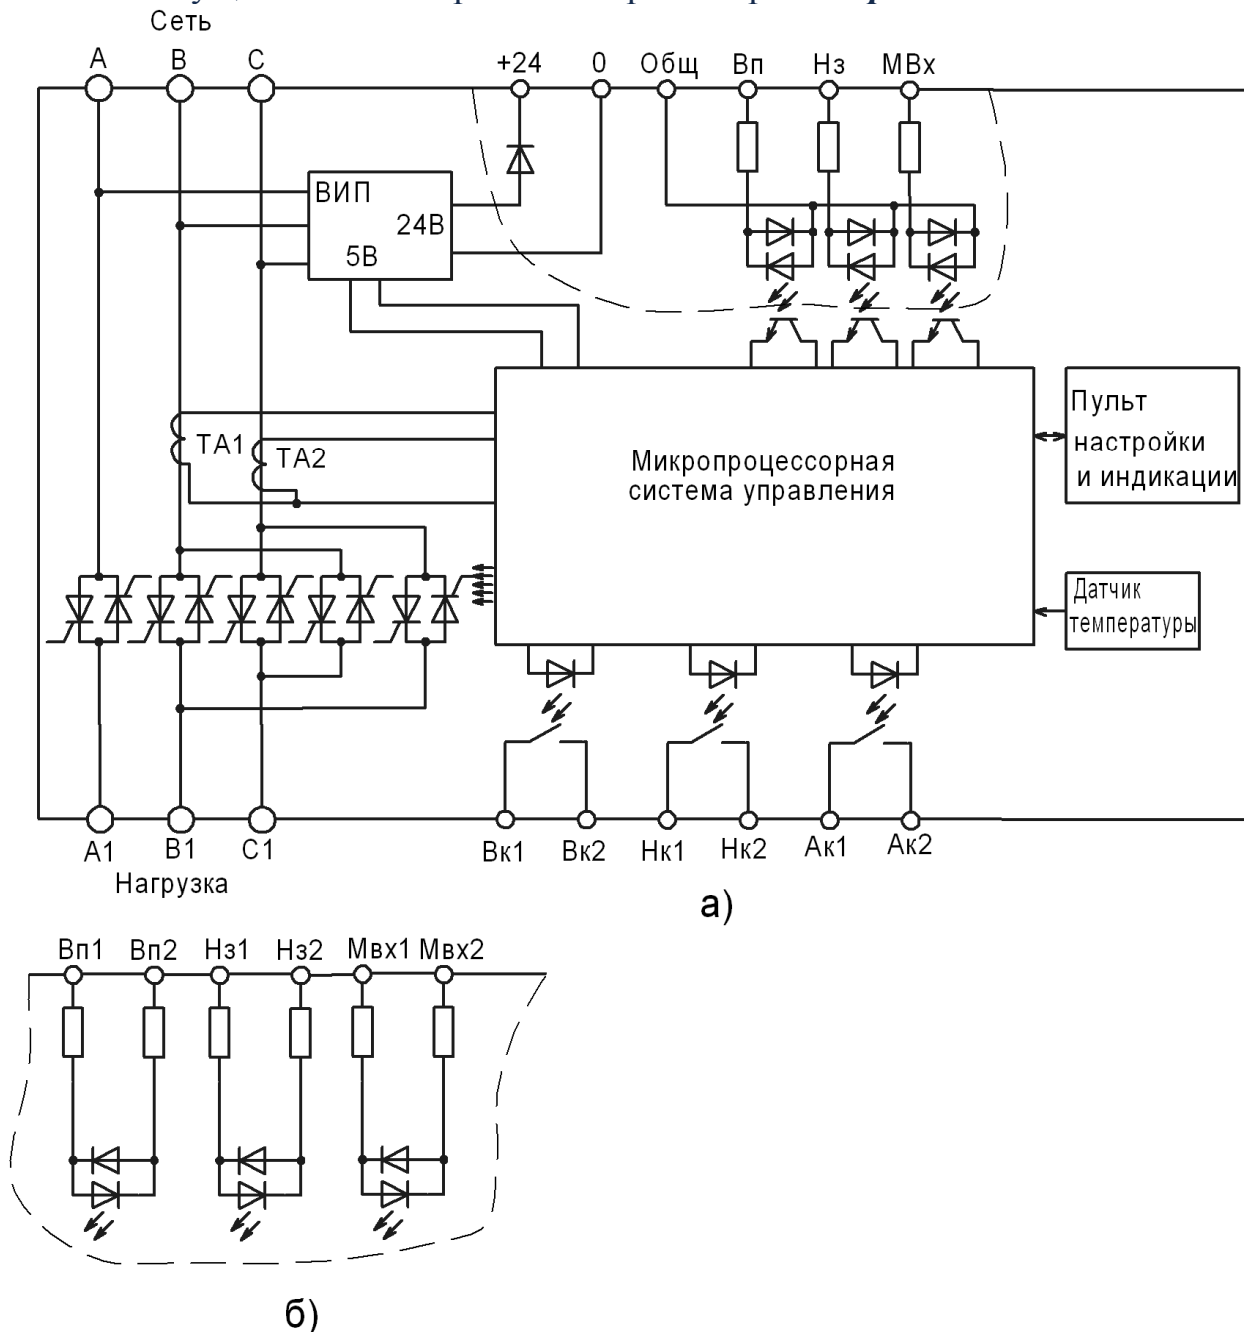 Сеть
A B C +24 0 Общ Вп Нз МВх
ВИП
24В
5В
ТА1
ТА2
Микропроцессорная
система управления
Пульт
настройки
и индикации
Датчик
температуры
A1 B1 C1 Вк1 Вк2 Нк1 Нк2 Ак1 Ак2
Нагрузка
а)
Вп1 Вп2 Нз1 Нз2 Мвх1 Мвх2
б)